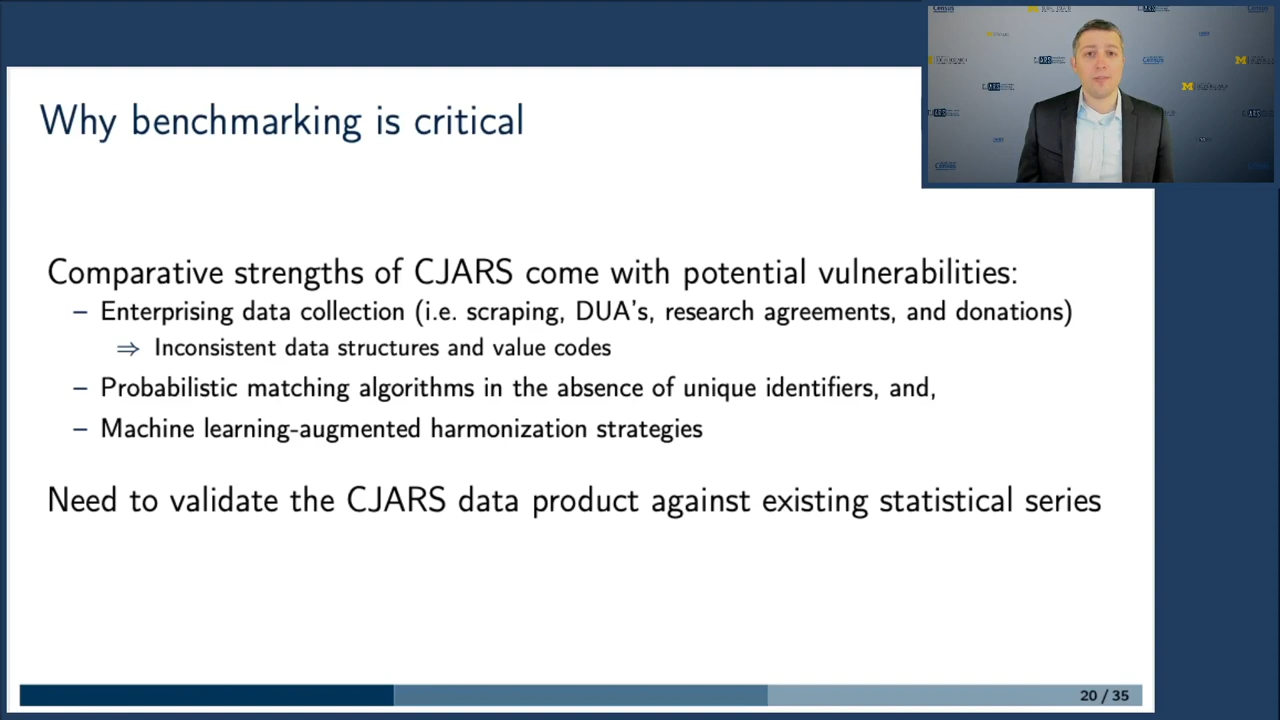 Why benchmarking is critical
Comparative strengths of CJARS come with potential vulnerabilities:
– Enterprising data collection (i.e. scraping, DUA's, research agreements, and donations)
⇒ Inconsistent data structures and value codes
– Probabilistic matching algorithms in the absence of unique identifiers, and,
– Machine learning-augmented harmonization strategies
Need to validate the CJARS data product against existing statistical series
20 / 35